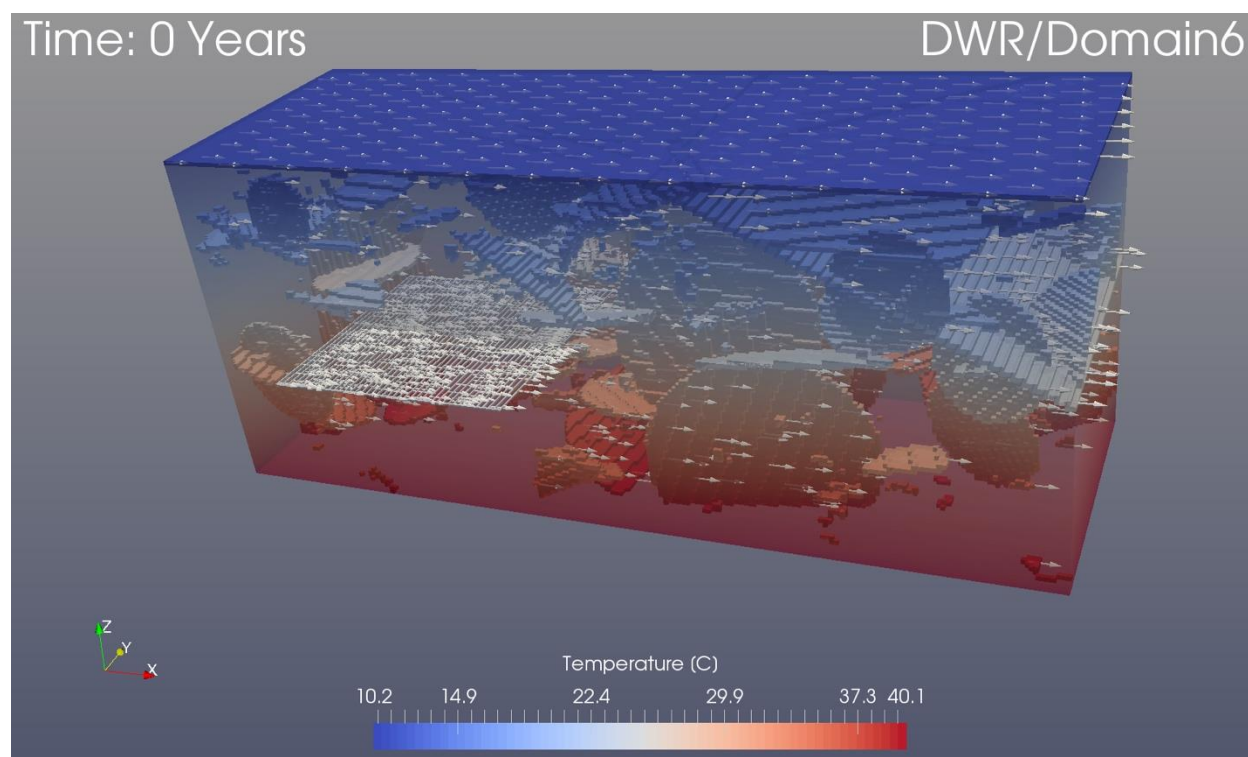 Time: 0 Years
DWR/Domain6
Z
Y
X
Temperature (C)
10.2 14.9 22.4 29.9 37.3 40.1